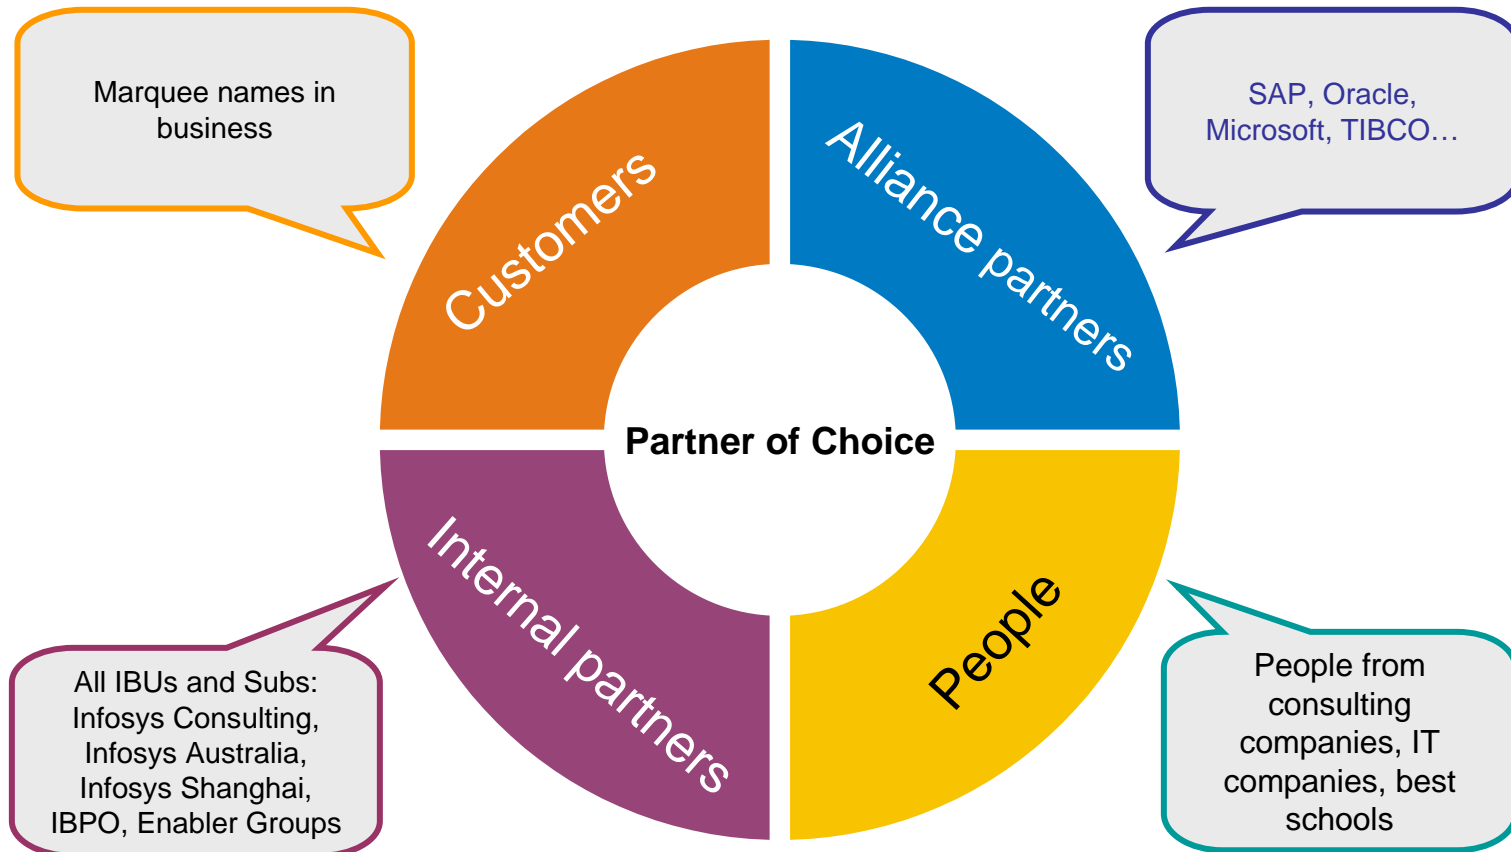 Marquee names in
business
SAP, Oracle,
Microsoft, TIBCO…
Customers
Alliance partners
Partner of Choice
Internal partners
People
All IBUs and Subs:
Infosys Consulting,
Infosys Australia,
Infosys Shanghai,
IBPO, Enabler Groups
People from
consulting
companies, IT
companies, best
schools